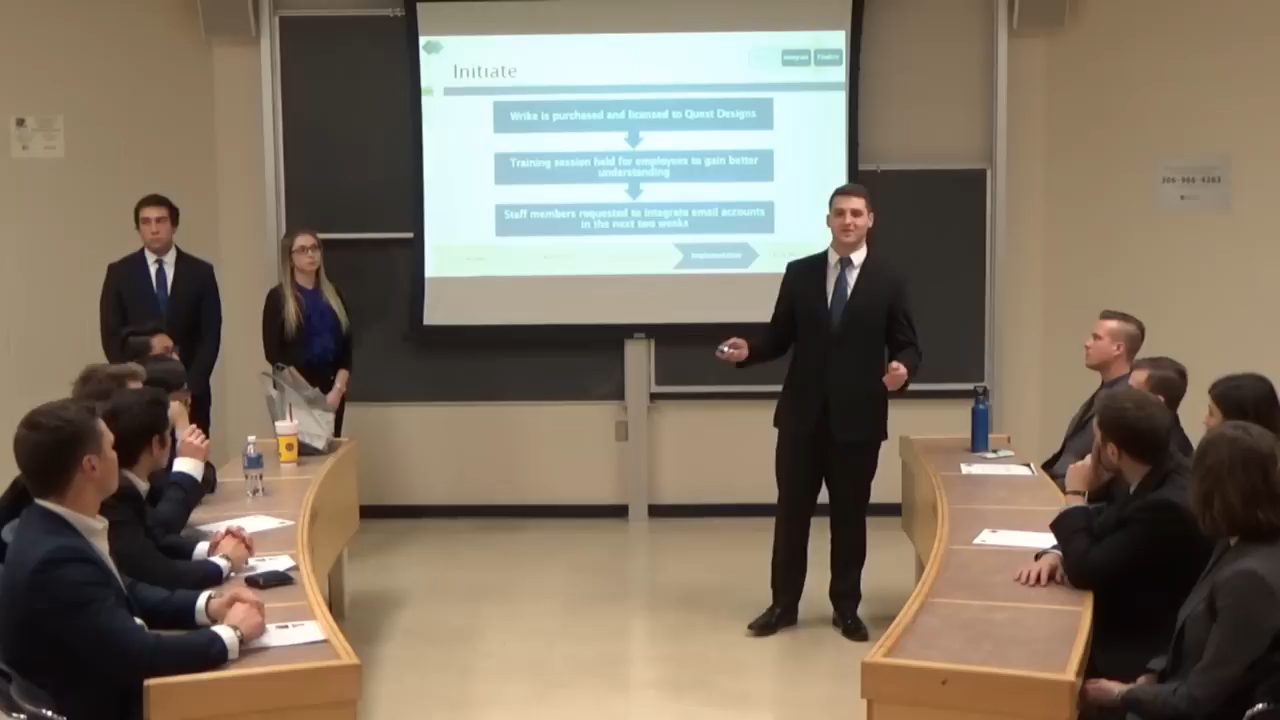 Initiate
Integrate
Wrike is purchased and licensed to Quest Designs
Training session held for employees to gain better
understanding
Staff members requested to integrate email accounts
in the next two weeks
Implementation